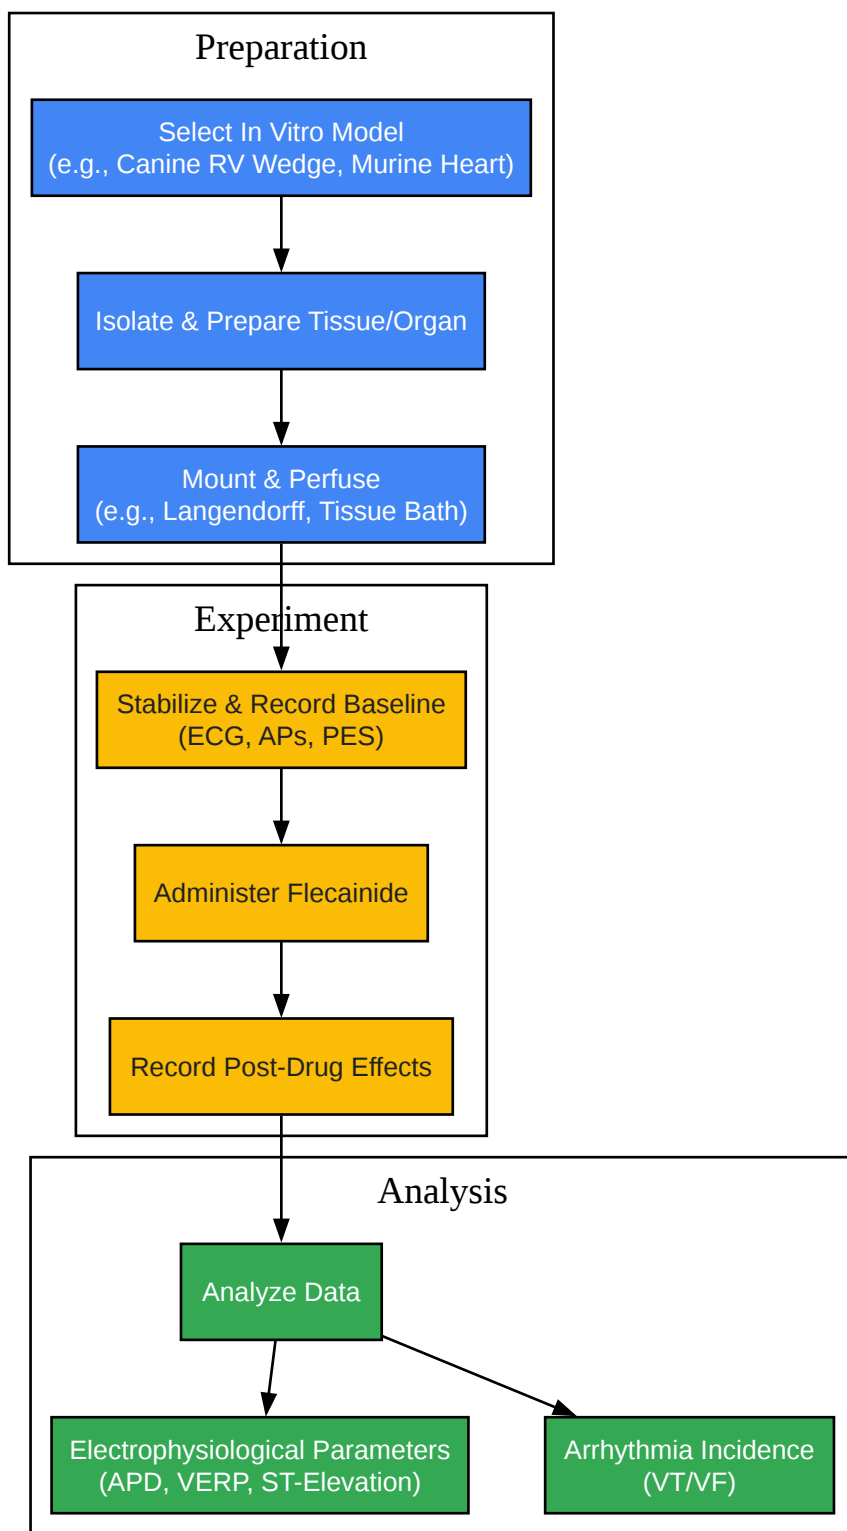 Preparation
Select In Vitro Model
(e.g., Canine RV Wedge, Murine Heart)
Isolate & Prepare Tissue/Organ
Mount & Perfuse
(e.g., Langendorff, Tissue Bath)
Experiment
Stabilize & Record Baseline
(ECG, APs, PES)
Administer Flecainide
Record Post-Drug Effects
Analysis
Analyze Data
Electrophysiological Parameters
(APD, VERP, ST-Elevation)
Arrhythmia Incidence
(VT/VF)